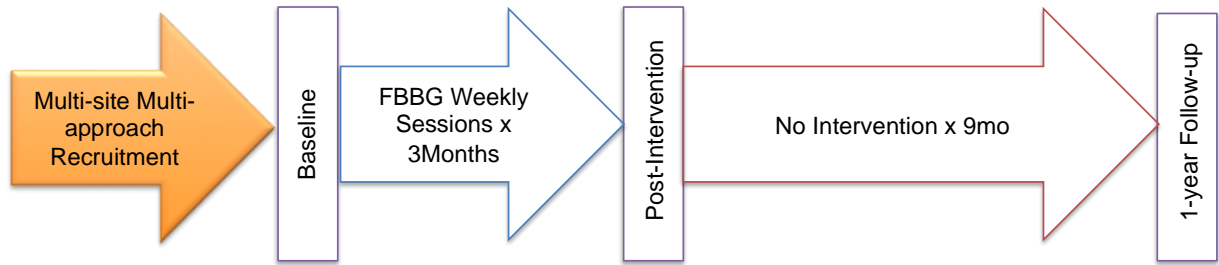 Multi-site Multi-
approach
Recruitment
Baseline
FBBG Weekly
Sessions x
3Months
Post-Intervention
No Intervention x 9mo
1-year Follow-up